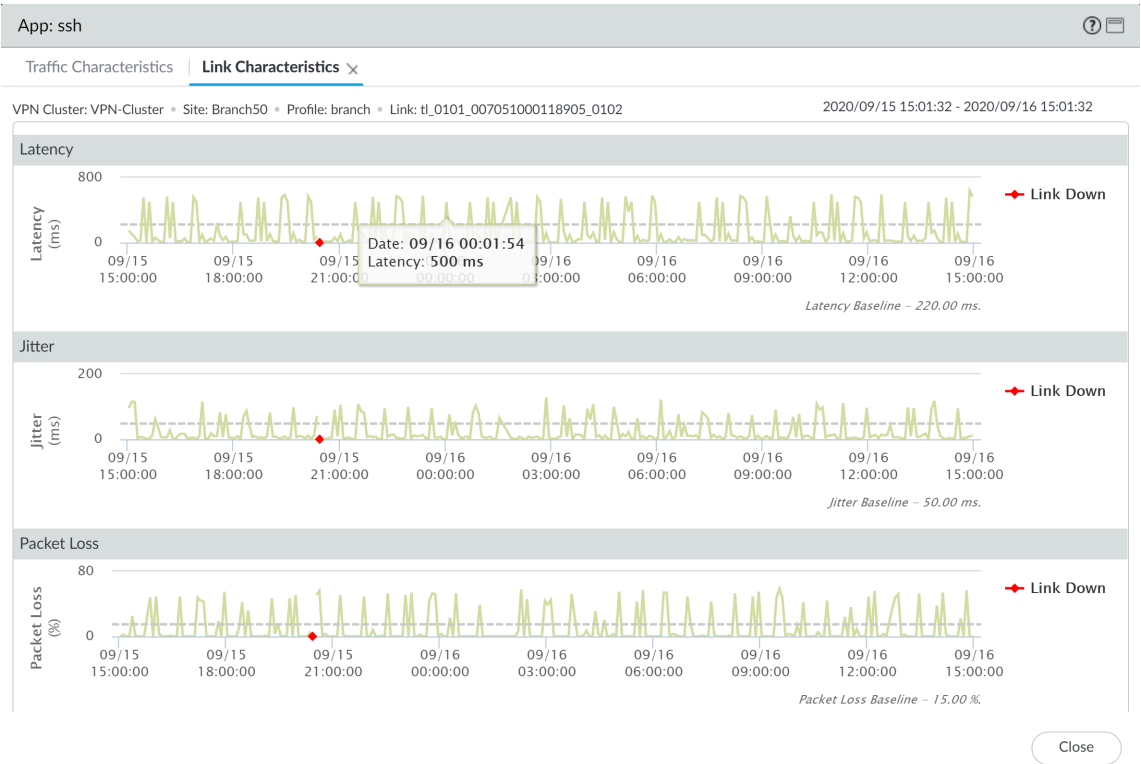 App: ssh
Traffic Characteristics
Link Characteristics
VPN Cluster: VPN-Cluster • Site: Branch50 • Profile: branch • Link: tl_0101_007051000118905_0102
2020/09/15 15:01:32 - 2020/09/16 15:01:32
Latency
800
0
Latency
(ms)
Link Down
Date: 09/16 00:01:54
Latency: 500 ms
09/15 09/15 09/15 09/16 09/16 09/16 09/16 09/16
15:00:00 18:00:00 21:00:00 00:00:00 03:00:00 06:00:00 09:00:00 12:00:00 15:00:00
Latency Baseline – 220.00 ms.
Jitter
200
0
Jitter
(ms)
Link Down
09/15 09/15 09/15 09/16 09/16 09/16 09/16 09/16 09/16
15:00:00 18:00:00 21:00:00 00:00:00 03:00:00 06:00:00 09:00:00 12:00:00 15:00:00
Jitter Baseline – 50.00 ms.
Packet Loss
80
0
Packet Loss
(%)
Link Down
09/15 09/15 09/15 09/16 09/16 09/16 09/16 09/16 09/16
15:00:00 18:00:00 21:00:00 00:00:00 03:00:00 06:00:00 09:00:00 12:00:00 15:00:00
Packet Loss Baseline – 15.00 %.
Close